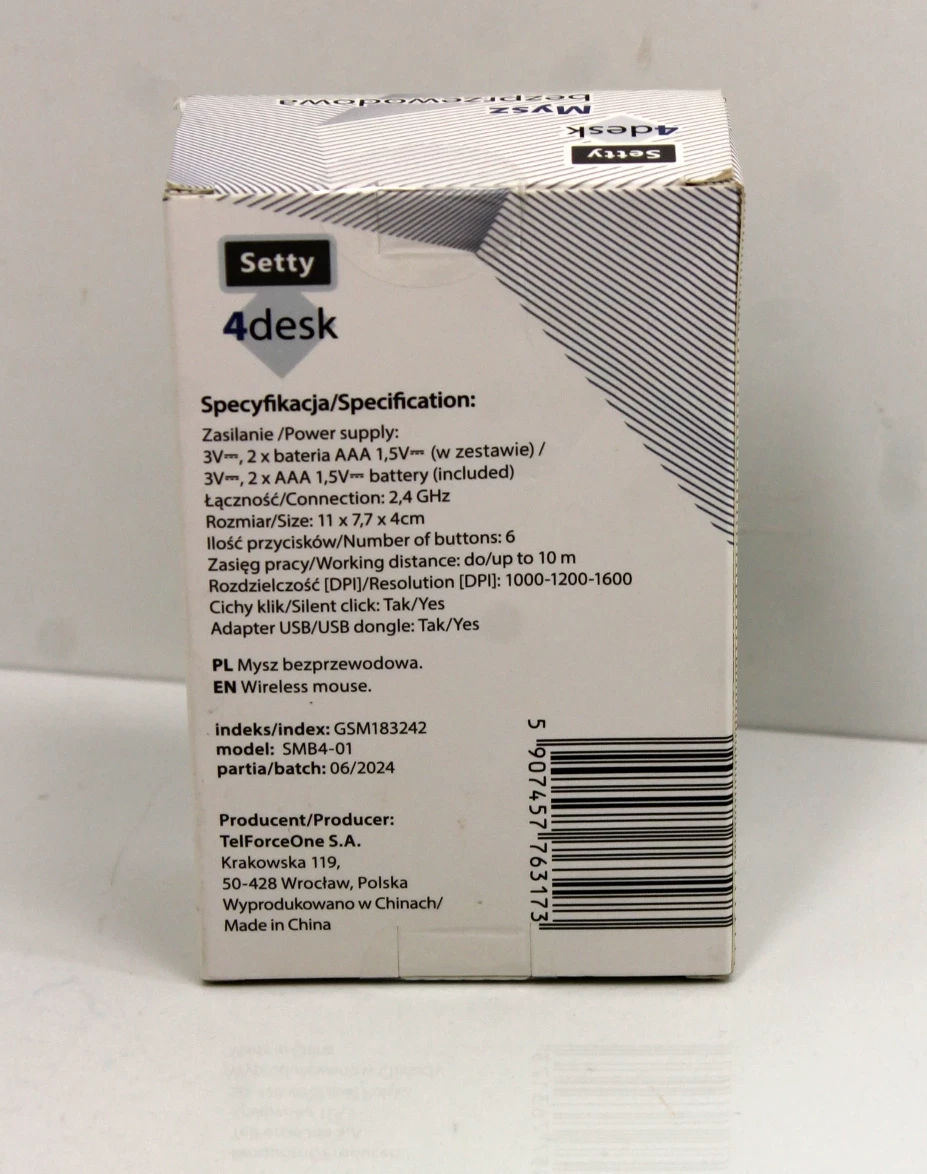 Mysz
bezprzewodowa
4desk
Setty
Setty
4desk
Specyfikacja/Specification:
Zasilanie /Power supply:
3V⎓, 2 x bateria AAA 1,5V⎓ (w zestawie) /
3V⎓, 2 x AAA 1,5V⎓ battery (included)
Łączność/Connection: 2,4 GHz
Rozmiar/Size: 11 x 7,7 x 4cm
Ilość przycisków/Number of buttons: 6
Zasięg pracy/Working distance: do/up to 10 m
Rozdzielczość [DPI]/Resolution [DPI]: 1000-1200-1600
Cichy klik/Silent click: Tak/Yes
Adapter USB/USB dongle: Tak/Yes
PL Mysz bezprzewodowa.
EN Wireless mouse.
indeks/index: GSM183242
model: SMB4-01
partia/batch: 06/2024
Producent/Producer:
TelForceOne S.A.
Krakowska 119,
50-428 Wrocław, Polska
Wyprodukowano w Chinach/
Made in China
5 907457 763173